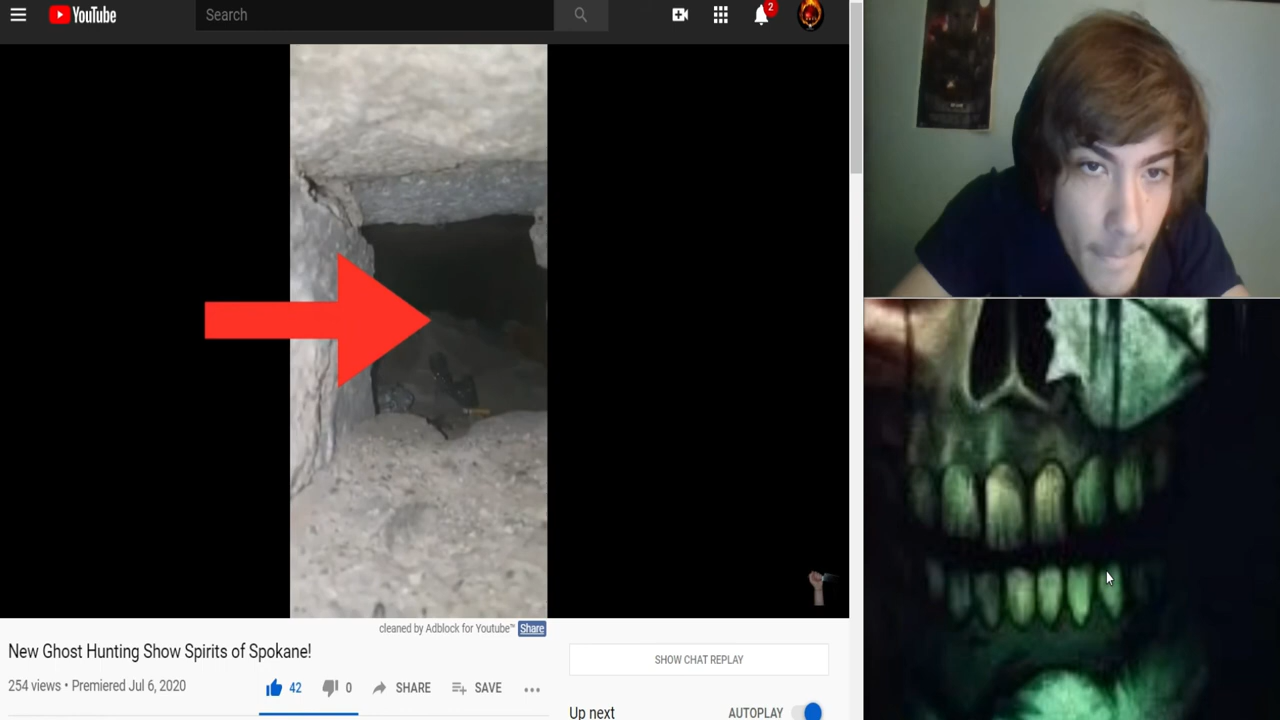 YouTube
Search
2
cleaned by Adblock for Youtube™ Share
New Ghost Hunting Show Spirits of Spokane!
254 views • Premiered Jul 6, 2020
42
0
SHARE
SAVE
SHOW CHAT REPLAY
Up next
AUTOPLAY